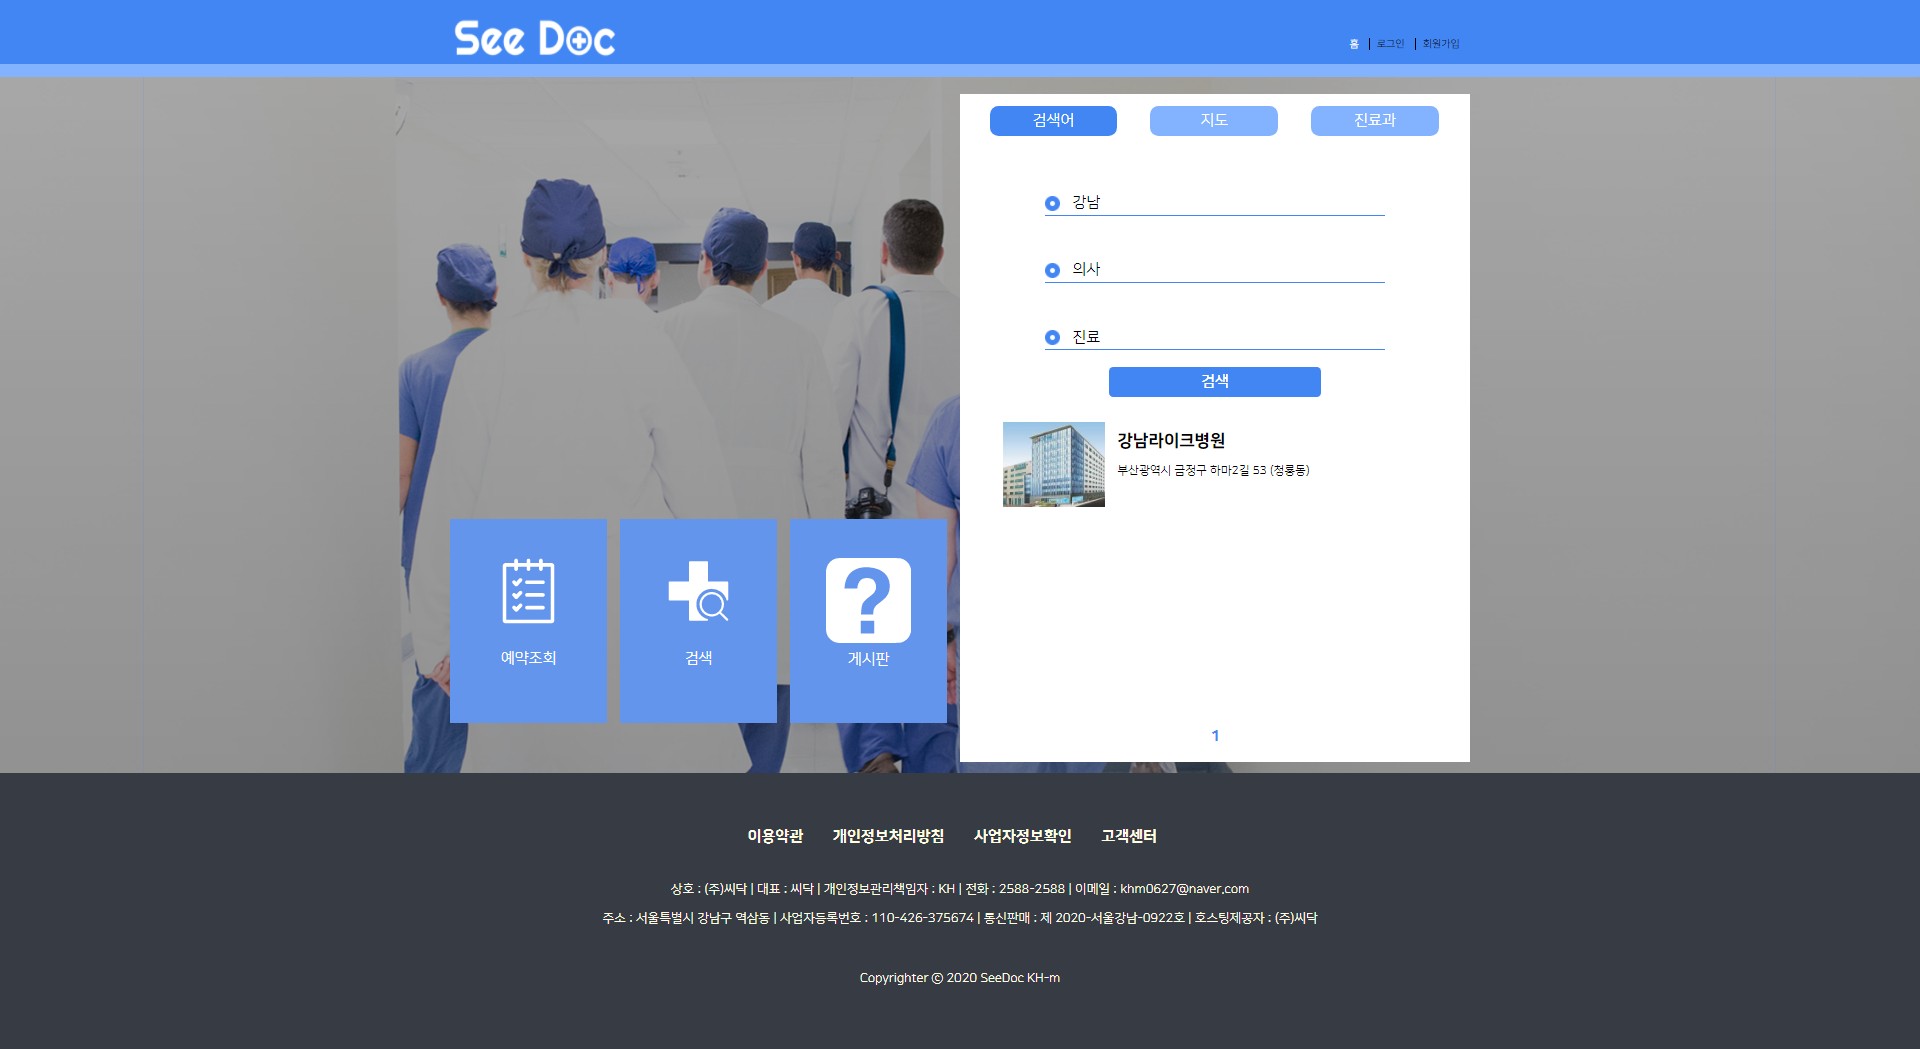 See Doc
홈 | 로그인 | 회원가입
검색어 지도 진료과
강남
의사
진료
검색
강남라이크병원
부산광역시 금정구 하마2길 53 (청룡동)
예약조회 검색 게시판
1
이용약관 개인정보처리방침 사업자정보확인 고객센터
상호 : (주)씨닥 | 대표 : 씨닥 | 개인정보관리책임자 : KH | 전화 : 2588-2588 | 이메일 : khm0627@naver.com
주소 : 서울특별시 강남구 역삼동 | 사업자등록번호 : 110-426-375674 | 통신판매 : 제 2020-서울강남-0922호 | 호스팅제공자 : (주)씨닥
Copyrighter ⓒ 2020 SeeDoc KH-m